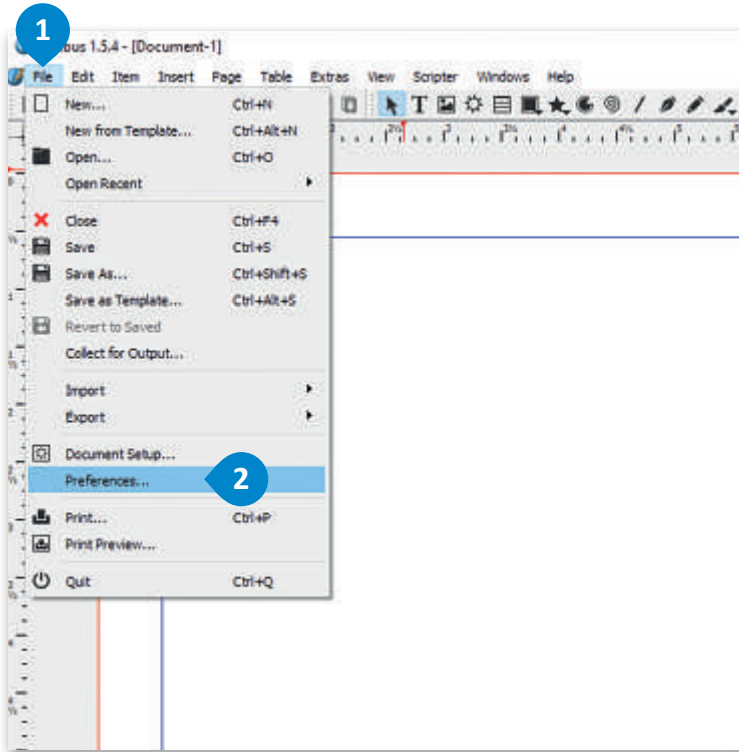 1
bus 1.5.4 - [Document-1]
File Edit Item Insert Page Table Extras View Scripter Windows Help
New... Ctrl+N
New from Template... Ctrl+Alt+N
Open... Ctrl+O
Open Recent
Close Ctrl+F4
Save Ctrl+S
Save As... Ctrl+Shift+S
Save as Template... Ctrl+Alt+S
Revert to Saved
Collect for Output...
Import
Export
Document Setup...
Preferences... 2
Print... Ctrl+P
Print Preview...
Quit Ctrl+Q